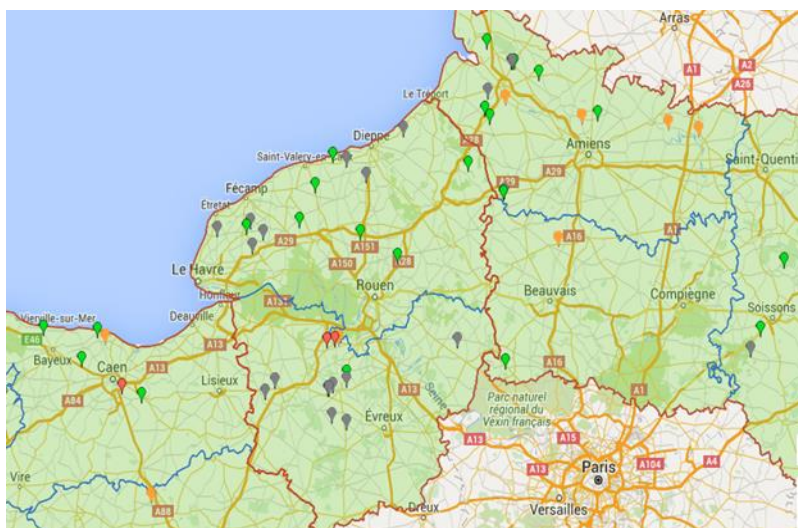 Arras
A1
A2
A26
Le Tréport
Dieppe
A28
Amiens
Saint-Valery-en-
Saint-Quenti
Fécamp
A29
A29
Étretat
A29
A151
A16
A1
A150
A28
Le Havre
Rouen
Beauvais
Compiègne
Honfleur
A131
Soissons
Vierville-sur-Mer
Deauville
E46
A13
Bayeux
Caen
A13
A16
A1
Lisieux
A13
Seine
Parc naturel
régional du
Vexin français
A84
Évreux
A15
A13
A13
A104
A4
Paris
Vire
A88
Dreux
Versailles